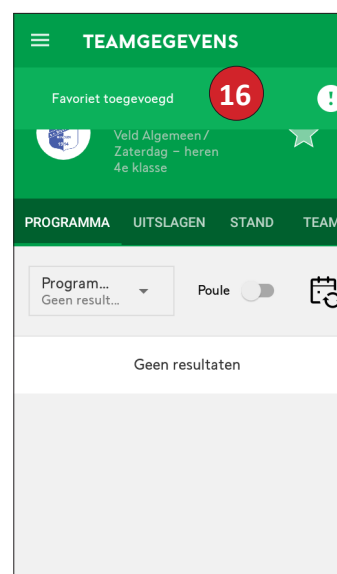 TEAMGEGEVENS
Favoriet toegevoegd
16
!
Veld Algemeen/
Zaterdag – heren
4e klasse
PROGRAMMA UITSLAGEN STAND TEAM
Program...
Geen result...
Poule
Geen resultaten